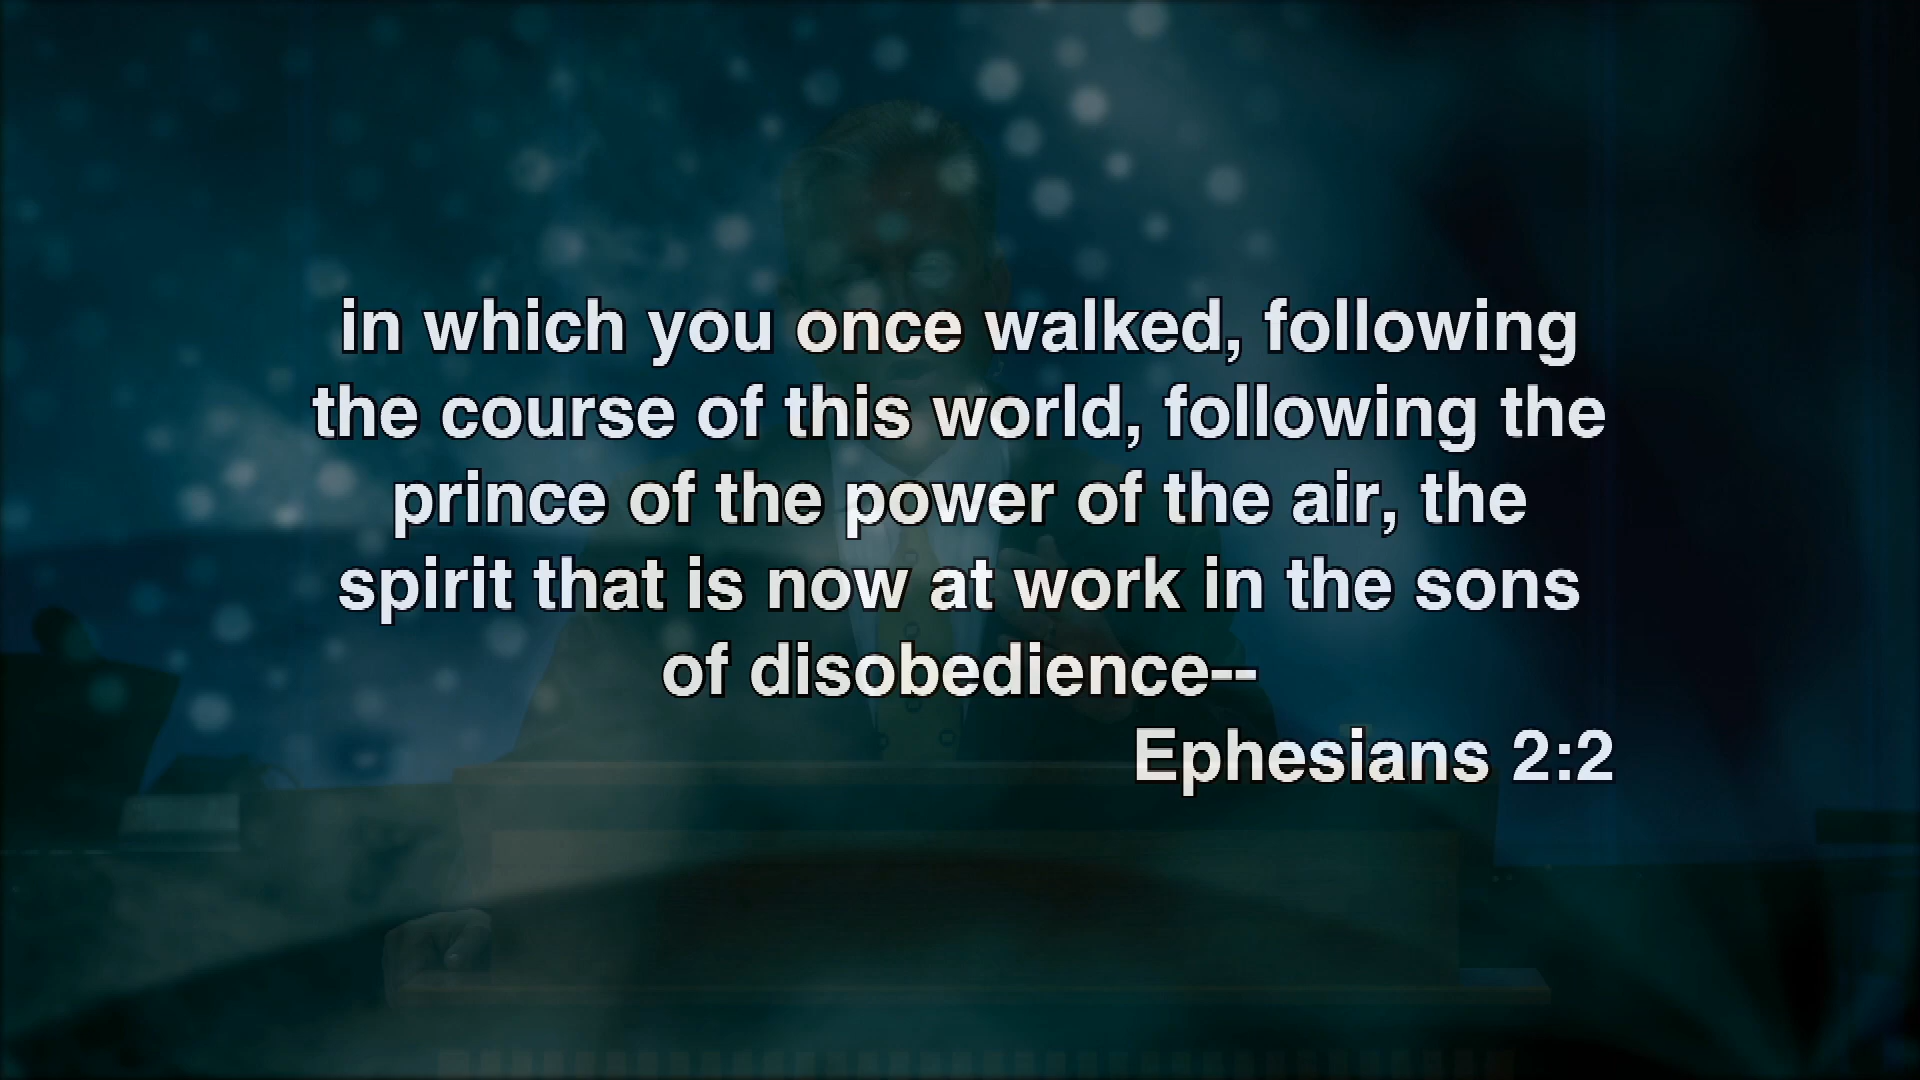 in which you once walked, following
the course of this world, following the
prince of the power of the air, the
spirit that is now at work in the sons
of disobedience--
Ephesians 2:2